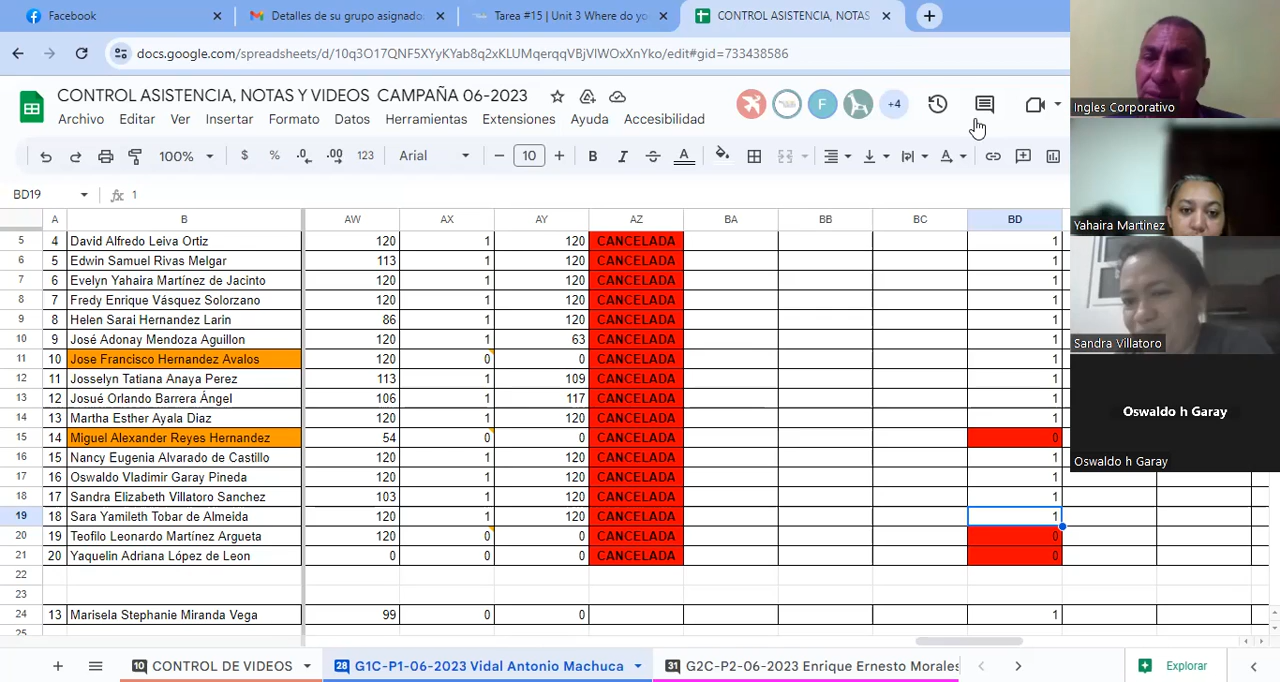 Facebook Detalles de su grupo asignado Tarea #15 | Unit 3 Where do yo CONTROL ASISTENCIA, NOTAS
docs.google.com/spreadsheets/d/10q3O17QNF5XYyKYab8q2xKLUMqerqqVBjVlWOxXnYko/edit#gid=733438586
CONTROL ASISTENCIA, NOTAS Y VIDEOS CAMPAÑA 06-2023
F +4
Archivo Editar Ver Insertar Formato Datos Herramientas Extensiones Ayuda Accesibilidad
100% $ % .0 .00 123 Arial 10 B I A A
BD19 fx 1
A B AW AX AY AZ BA BB BC BD
5 4 David Alfredo Leiva Ortiz 120 1 120 CANCELADA 1
6 5 Edwin Samuel Rivas Melgar 113 1 120 CANCELADA 1
7 6 Evelyn Yahaira Martínez de Jacinto 120 1 120 CANCELADA 1
8 7 Fredy Enrique Vásquez Solorzano 120 1 120 CANCELADA 1
9 8 Helen Sarai Hernandez Larin 86 1 120 CANCELADA 1
10 9 José Adonay Mendoza Aguillon 120 1 63 CANCELADA 1
11 10 Jose Francisco Hernandez Avalos 120 0 0 CANCELADA 1
12 11 Josselyn Tatiana Anaya Perez 113 1 109 CANCELADA 1
13 12 Josué Orlando Barrera Ángel 106 1 117 CANCELADA 1
14 13 Martha Esther Ayala Diaz 120 1 120 CANCELADA 1
15 14 Miguel Alexander Reyes Hernandez 54 0 0 CANCELADA 0
16 15 Nancy Eugenia Alvarado de Castillo 120 1 120 CANCELADA 1
17 16 Oswaldo Vladimir Garay Pineda 120 1 120 CANCELADA 1
18 17 Sandra Elizabeth Villatoro Sanchez 103 1 120 CANCELADA 1
19 18 Sara Yamileth Tobar de Almeida 120 1 120 CANCELADA 1
20 19 Teofilo Leonardo Martínez Argueta 120 0 0 CANCELADA 0
21 20 Yaquelin Adriana López de Leon 0 0 0 CANCELADA 0
22
23
24 13 Marisela Stephanie Miranda Vega 99 0 0 1
25
10 CONTROL DE VIDEOS 28 G1C-P1-06-2023 Vidal Antonio Machuca 31 G2C-P2-06-2023 Enrique Ernesto Morales Explorar
Ingles Corporativo
Yahaira Martinez
Sandra Villatoro
Oswaldo h Garay
Oswaldo h Garay